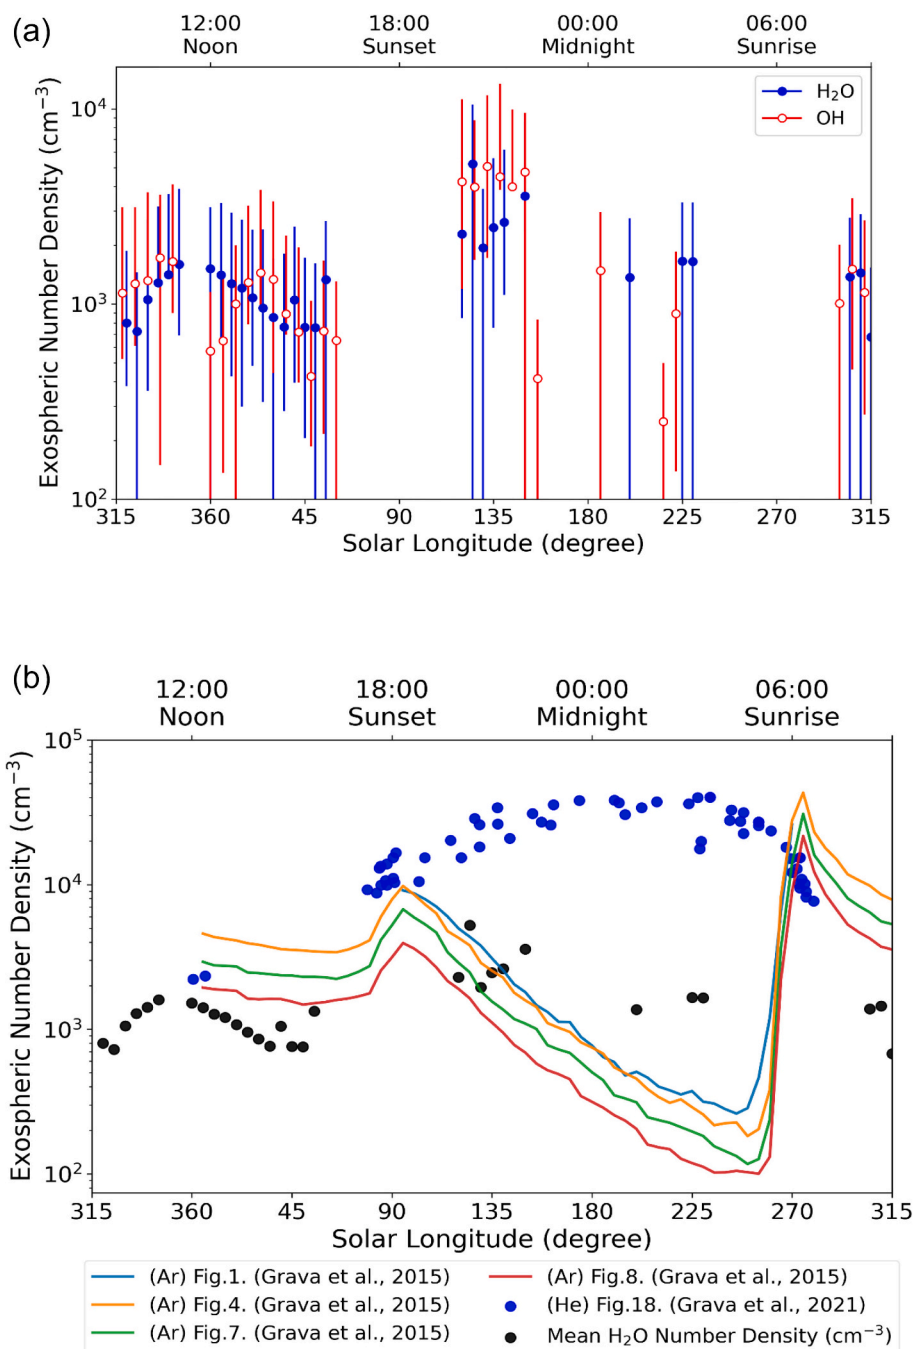 (a)
12:00 18:00 00:00 06:00
Noon Sunset Midnight Sunrise
Exospheric Number Density (cm⁻³)
10⁴
10³
10²
H₂O
OH
315 360 45 90 135 180 225 270 315
Solar Longitude (degree)
(b)
12:00 18:00 00:00 06:00
Noon Sunset Midnight Sunrise
Exospheric Number Density (cm⁻³)
10⁵
10⁴
10³
10²
315 360 45 90 135 180 225 270 315
Solar Longitude (degree)
(Ar) Fig.1. (Grava et al., 2015)
(Ar) Fig.4. (Grava et al., 2015)
(Ar) Fig.7. (Grava et al., 2015)
(Ar) Fig.8. (Grava et al., 2015)
(He) Fig.18. (Grava et al., 2021)
Mean H₂O Number Density (cm⁻³)